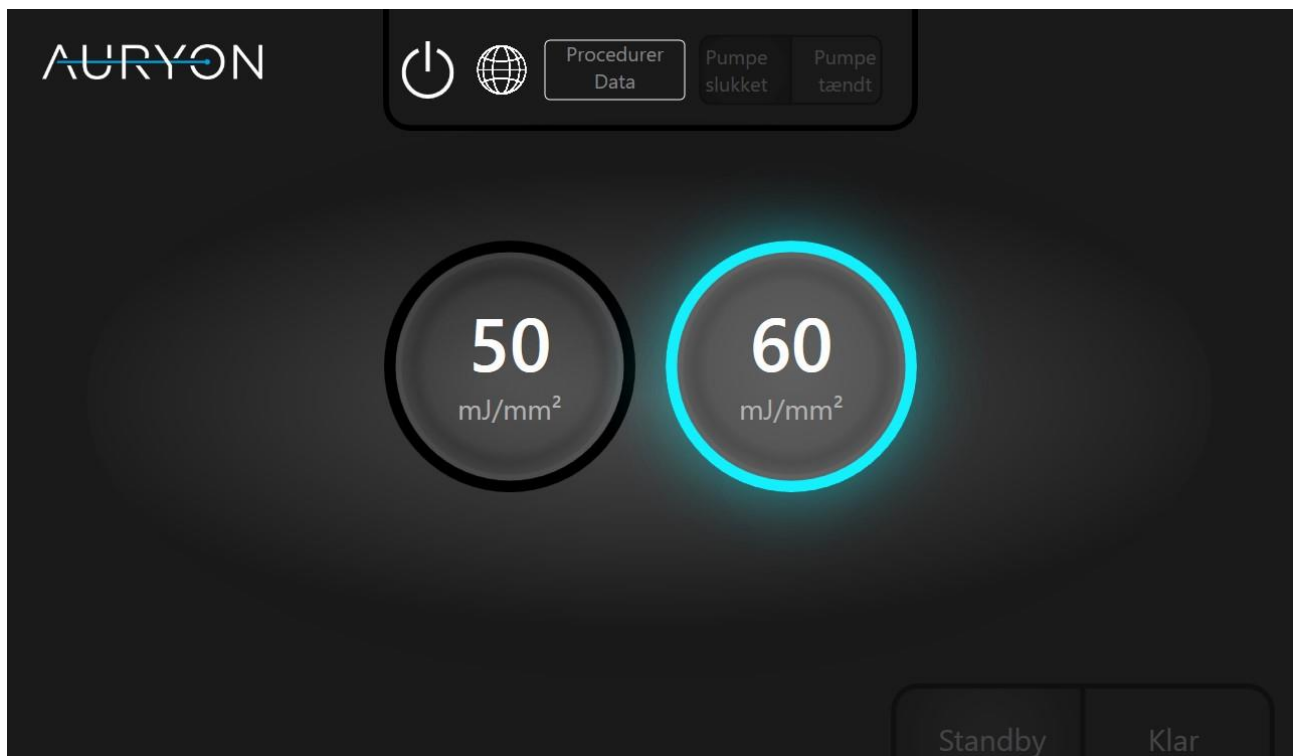 AURYON
Procedurer
Data
Pumpe
slukket
Pumpe
tændt
50
mJ/mm²
60
mJ/mm²
Standby
Klar